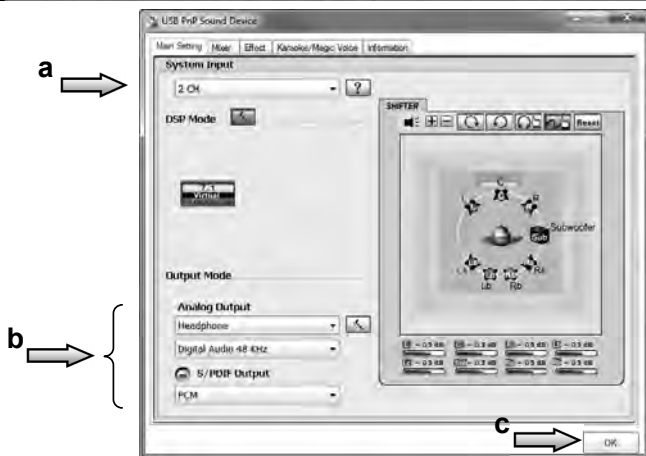 USB PnP Sound Device
Main Setting Mixer Effect Karaoke/Magic Voice Information
a
System Input
2 CH
?
SHIFTER
DSP Mode
Reset
7.1
Virtual
C
L
R
Subwoofer
Sub
Ls
Rs
Lb
Rb
Output Mode
Analog Output
Headphone
b
Digital Audio 48 KHz
S/PDIF Output
PCM
c
OK